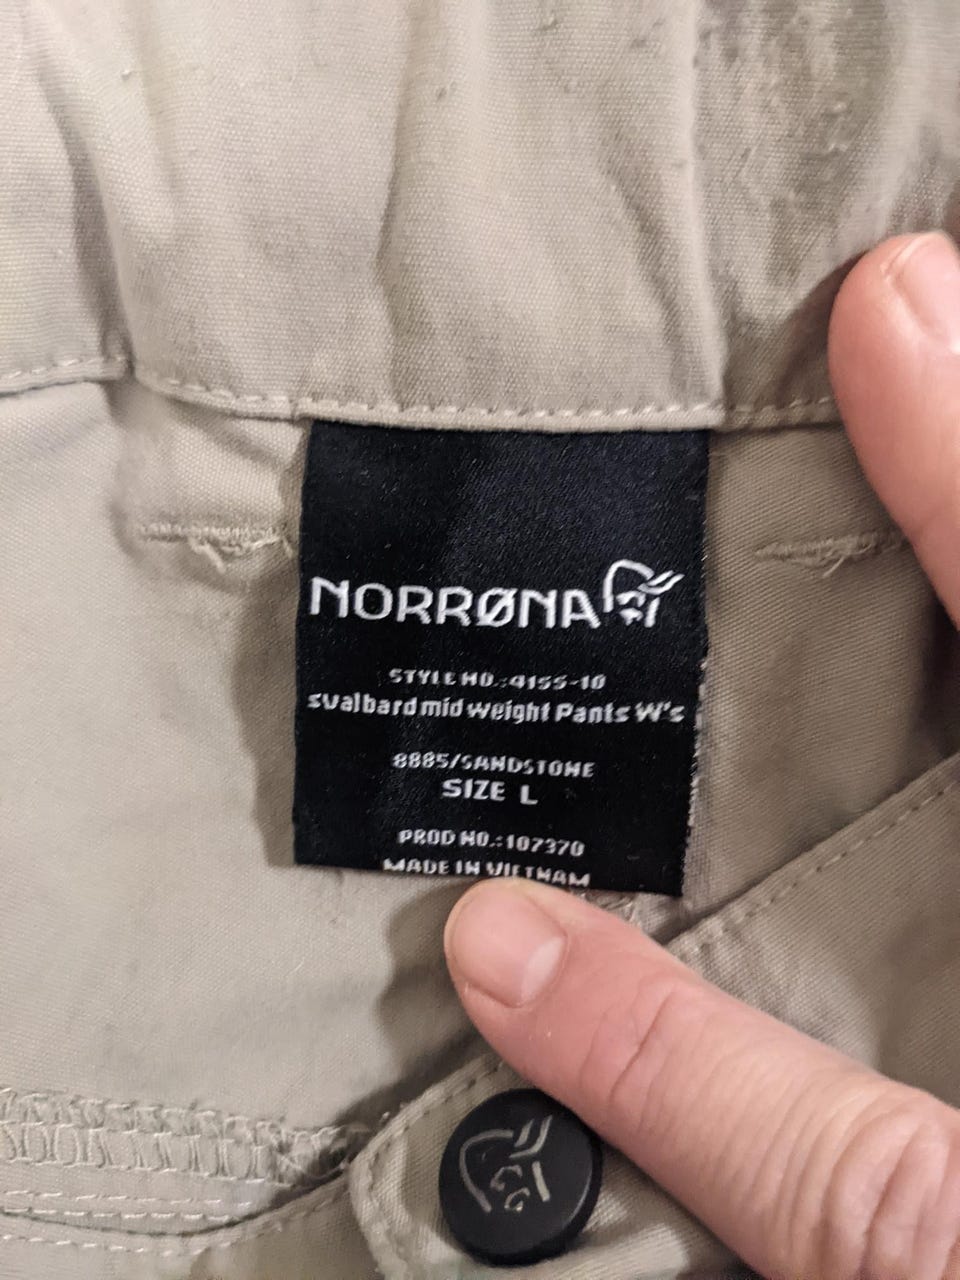 NORRØNA
STYLE NO.:4155-10
svalbard mid weight Pants W's
8885/SANDSTONE
SIZE L
PROD NO.:107370
MADE IN VIETNAM